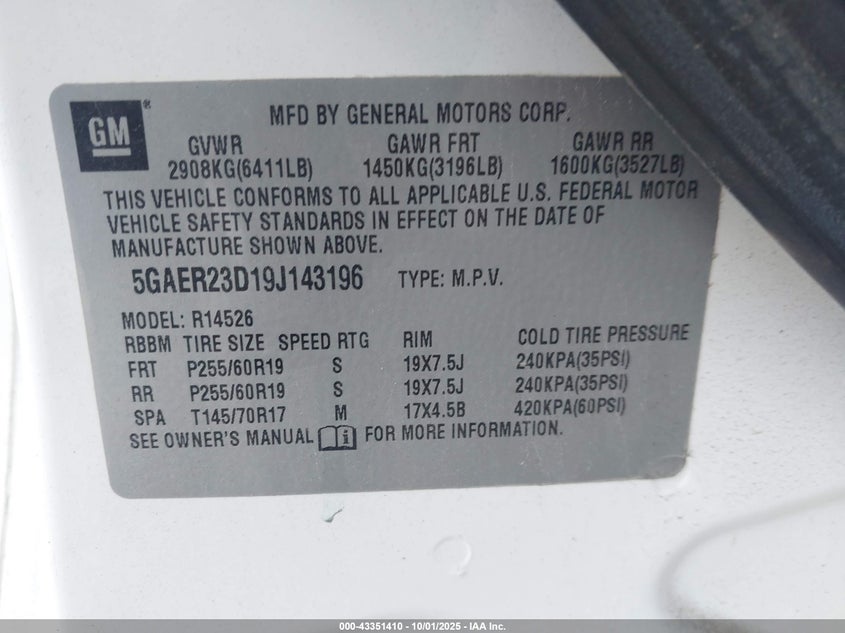 GM®
MFD BY GENERAL MOTORS CORP.
GVWR GAWR FRT GAWR RR
2908KG(6411LB) 1450KG(3196LB) 1600KG(3527LB)
THIS VEHICLE CONFORMS TO ALL APPLICABLE U.S. FEDERAL MOTOR
VEHICLE SAFETY STANDARDS IN EFFECT ON THE DATE OF
MANUFACTURE SHOWN ABOVE.
5GAER23D19J143196 TYPE: M.P.V.
MODEL: R14526
RBBM TIRE SIZE SPEED RTG RIM COLD TIRE PRESSURE
FRT P255/60R19 S 19X7.5J 240KPA(35PSI)
RR P255/60R19 S 19X7.5J 240KPA(35PSI)
SPA T145/70R17 M 17X4.5B 420KPA(60PSI)
SEE OWNER'S MANUAL i FOR MORE INFORMATION.
000-43351410 - 10/01/2025 - IAA Inc.